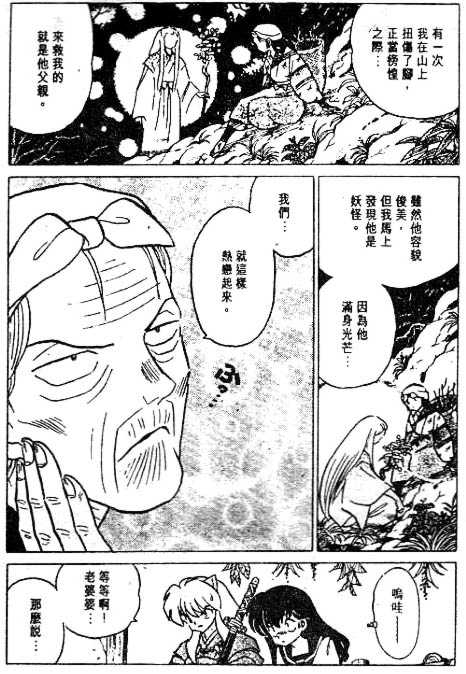 有一次
我在山上
扭傷了腳，
正當徬惶
之際…
來救我的
就是他父親。
雖然他容貌
俊美，
但我馬上
發現他是
妖怪。
因為他
滿身光芒…
我們…
就這樣
熱戀起來。
ふ。…
嗚哇──
等等啊！
老婆婆…
那麼說…